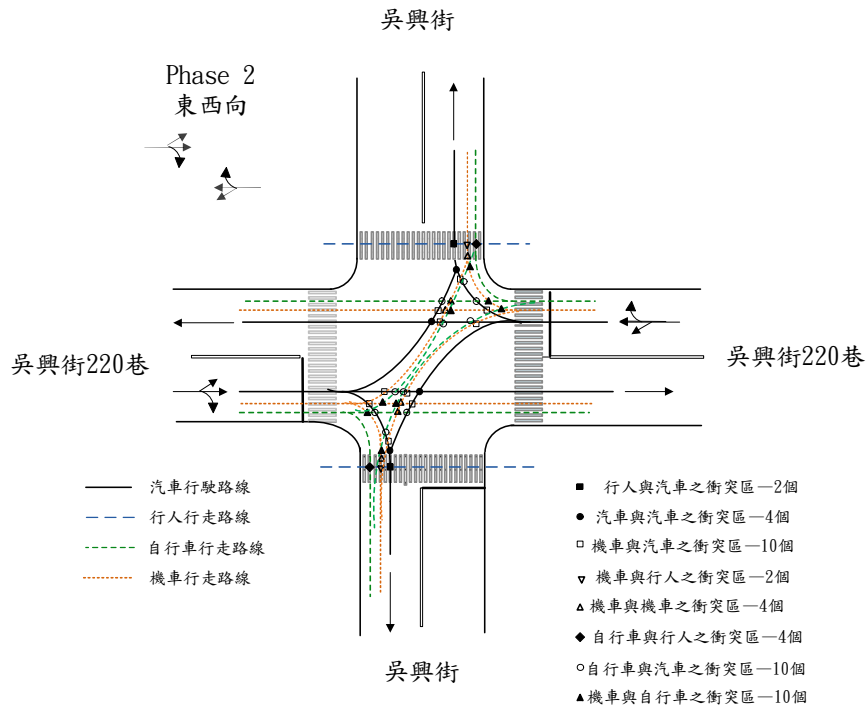 吳興街
Phase 2
東西向
吳興街220巷
吳興街220巷
汽車行駛路線
行人行走路線
自行車行走路線
機車行走路線
行人與汽車之衝突區—2個
汽車與汽車之衝突區—4個
機車與汽車之衝突區—10個
機車與行人之衝突區—2個
機車與機車之衝突區—4個
自行車與行人之衝突區—4個
自行車與汽車之衝突區—10個
機車與自行車之衝突區—10個
吳興街